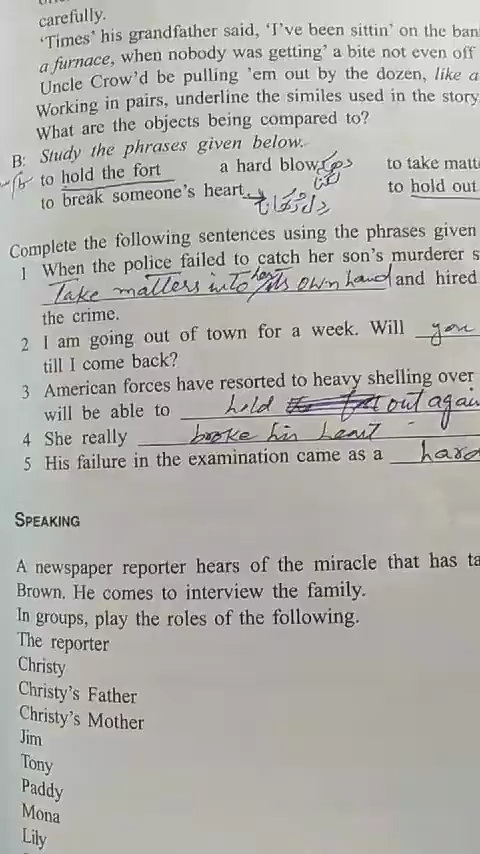 carefully.
'Times' his grandfather said, 'I've been sittin' on the ban
a furnace, when nobody was getting' a bite not even off
Uncle Crow'd be pulling 'em out by the dozen, like a
Working in pairs, underline the similes used in the story
What are the objects being compared to?
B: Study the phrases given below.
to hold the fort a hard blow دھچکا لگنا to take matt
to break someone's heart دل دکھانا to hold out
Complete the following sentences using the phrases given
1 When the police failed to catch her son's murderer s
Take matters into her/its own hand and hired
the crime.
2 I am going out of town for a week. Will you
till I come back?
3 American forces have resorted to heavy shelling over
will be able to hold out again
4 She really broke his heart
5 His failure in the examination came as a hard
SPEAKING
A newspaper reporter hears of the miracle that has ta
Brown. He comes to interview the family.
In groups, play the roles of the following.
The reporter
Christy
Christy's Father
Christy's Mother
Jim
Tony
Paddy
Mona
Lily